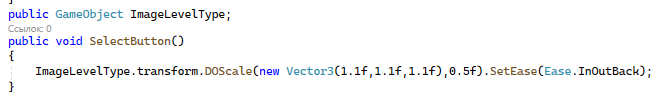 public GameObject ImageLevelType;
Ссылок: 0
public void SelectButton()
{
ImageLevelType.transform.DOScale(new Vector3(1.1f,1.1f,1.1f),0.5f).SetEase(Ease.InOutBack);
}